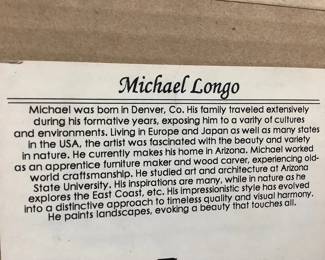 Michael Longo
Michael was born in Denver, Co. His family traveled extensively
during his formative years, exposing him to a varity of cultures
and environments. Living in Europe and Japan as well as many states
in the USA, the artist was fascinated with the beauty and variety
in nature. He currently makes his home in Arizona. Michael worked
as an apprentice furniture maker and wood carver, experiencing old-
world craftsmanship. He studied art and architecture at Arizona
State University. His inspirations are many, while in nature as he
explores the East Coast, etc. His impressionistic style has evolved
into a distinctive approach to timeless quality and visual harmony.
He paints landscapes, evoking a beauty that touches all.